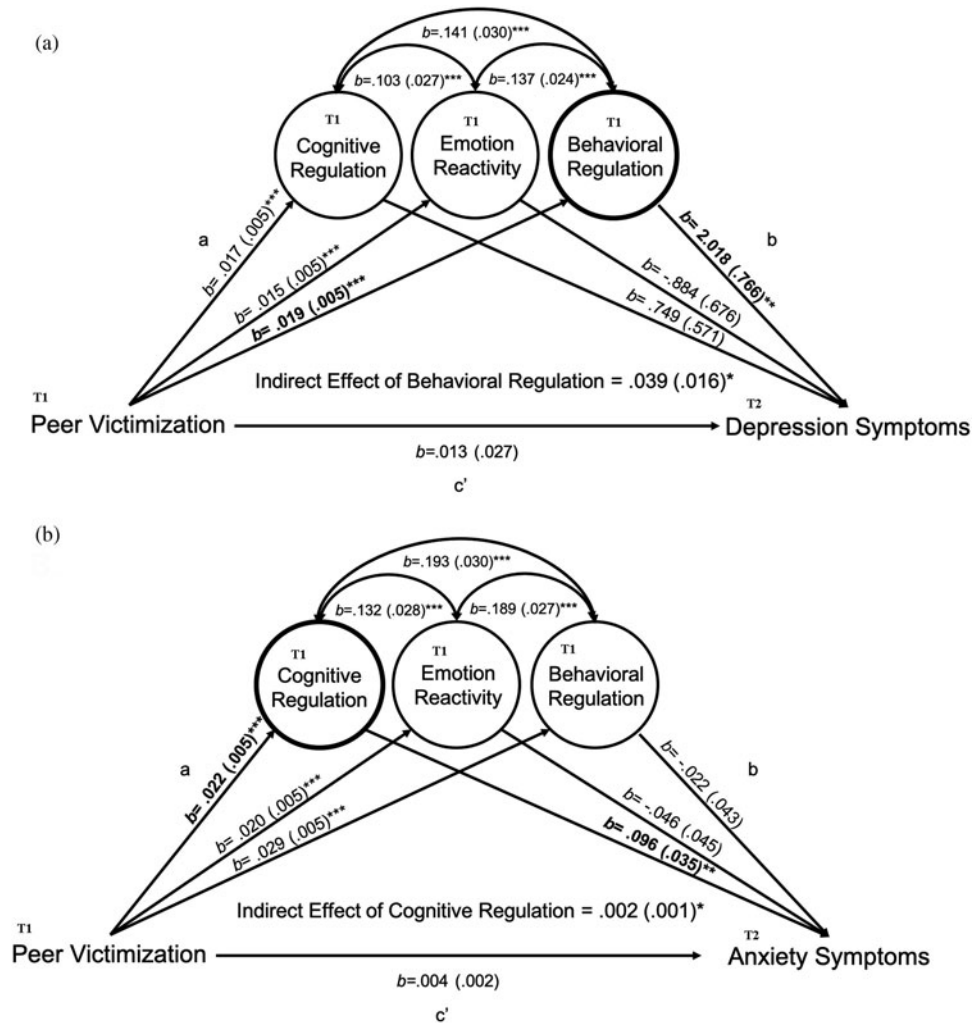 (a)
b=.141 (.030)***
b=.103 (.027)***
b=.137 (.024)***
T1
Cognitive
Regulation
T1
Emotion
Reactivity
T1
Behavioral
Regulation
a
b= .017 (.005)***
b= .015 (.005)***
b= .019 (.005)***
b
b= 2.018 (.766)**
b= -.884 (.676)
b= .749 (.571)
Indirect Effect of Behavioral Regulation = .039 (.016)*
T1
Peer Victimization
T2
Depression Symptoms
b=.013 (.027)
c'
(b)
b=.193 (.030)***
b=.132 (.028)***
b=.189 (.027)***
T1
Cognitive
Regulation
T1
Emotion
Reactivity
T1
Behavioral
Regulation
a
b= .022 (.005)***
b= .020 (.005)***
b= .029 (.005)***
b
b= -.022 (.043)
b= -.046 (.045)
b= .096 (.035)**
Indirect Effect of Cognitive Regulation = .002 (.001)*
T1
Peer Victimization
T2
Anxiety Symptoms
b=.004 (.002)
c'